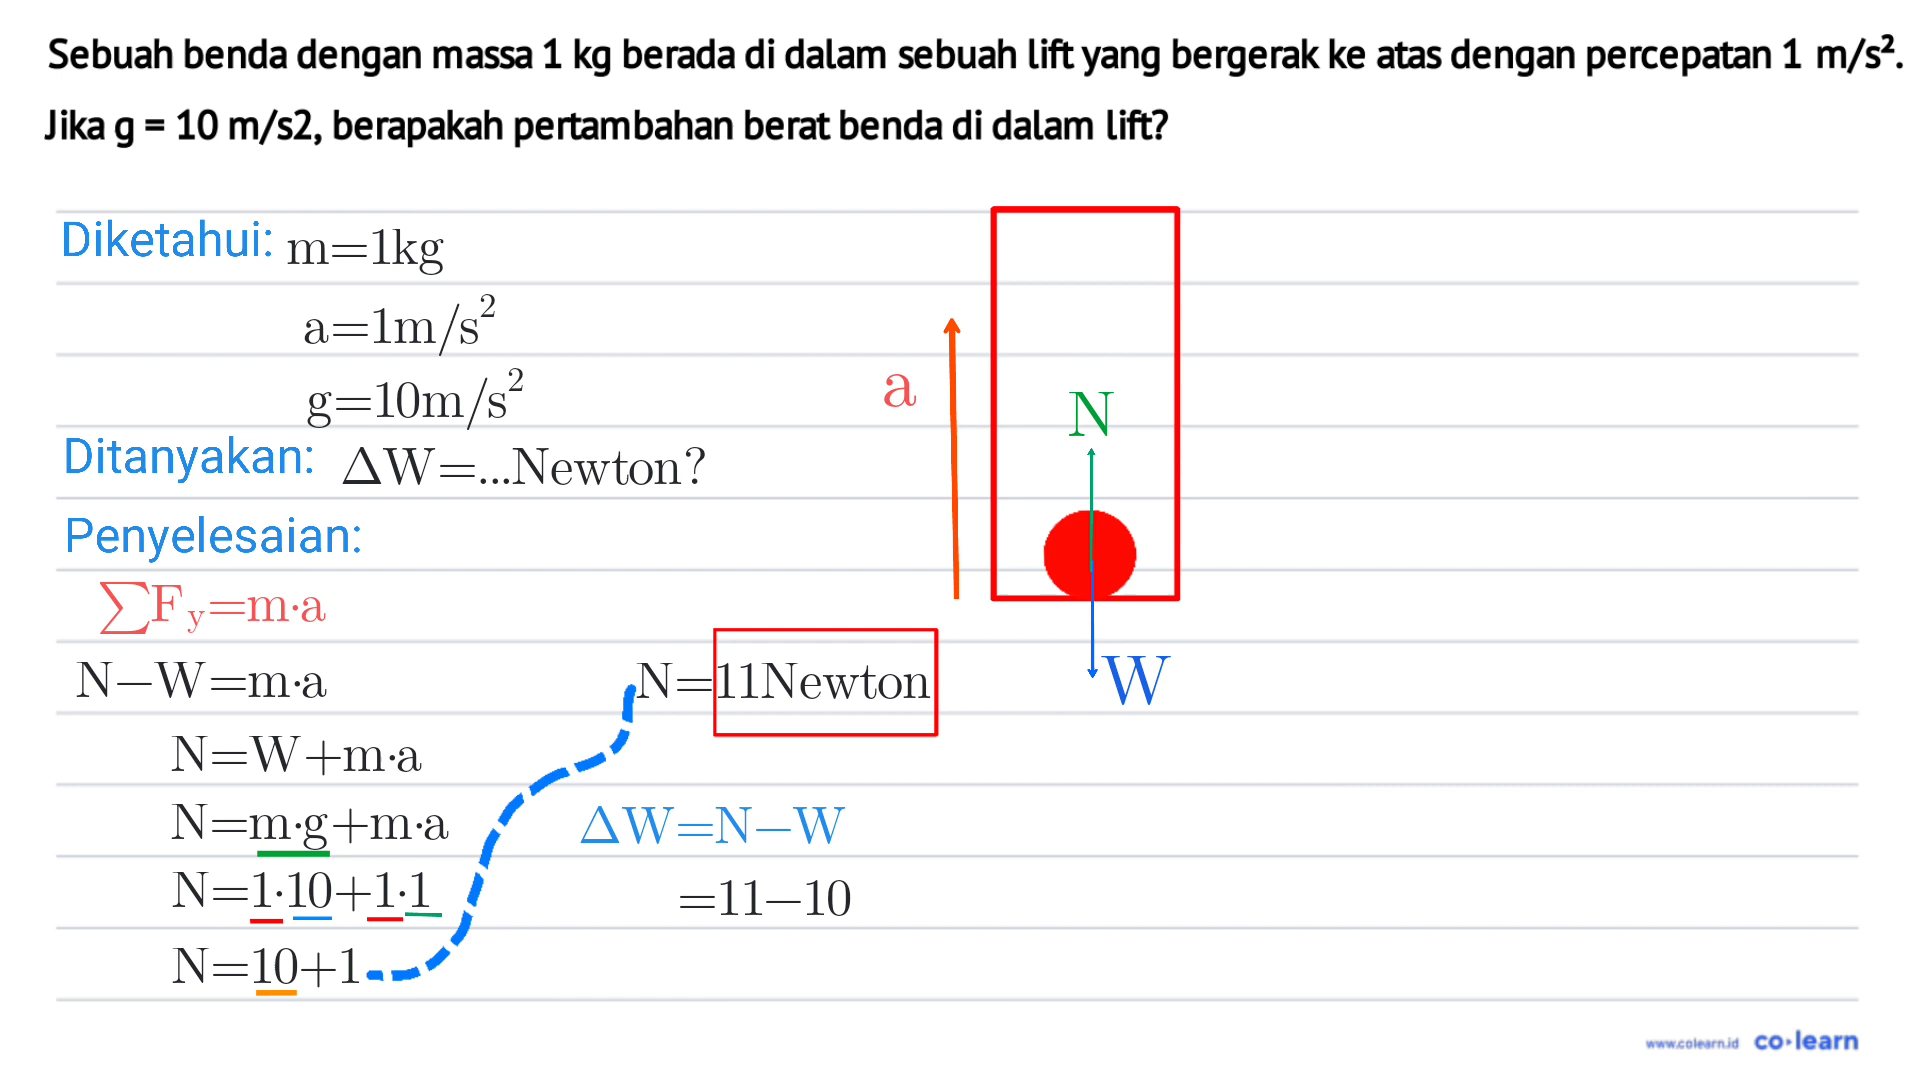 Sebuah benda dengan massa 1 kg berada di dalam sebuah lift yang bergerak ke atas dengan percepatan 1 m/s².
Jika g = 10 m/s2, berapakah pertambahan berat benda di dalam lift?
Diketahui: m=1kg
a=1m/s²
g=10m/s²
Ditanyakan: ΔW=...Newton?
Penyelesaian:
∑F_y=m·a
N−W=m·a
N=W+m·a
N=m·g+m·a
N=1·10+1·1
N=10+1
N=11Newton
ΔW=N−W
=11−10
a
N
W
www.colearn.id co·learn